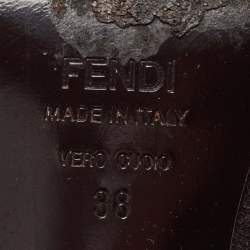 FENDI
MADE IN ITALY
VERO CUOIO
38